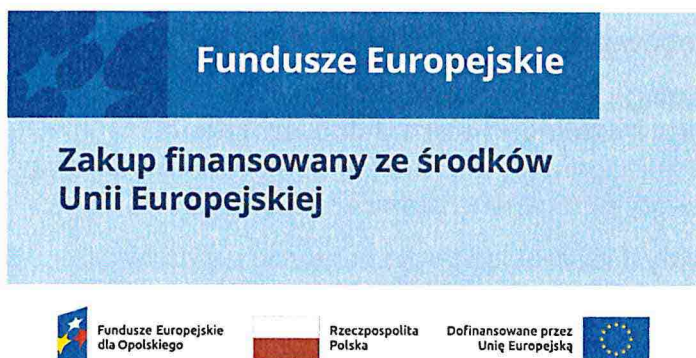 Fundusze Europejskie
Zakup finansowany ze środków
Unii Europejskiej
Fundusze Europejskie
dla Opolskiego
Rzeczpospolita
Polska
Dofinansowane przez
Unię Europejską